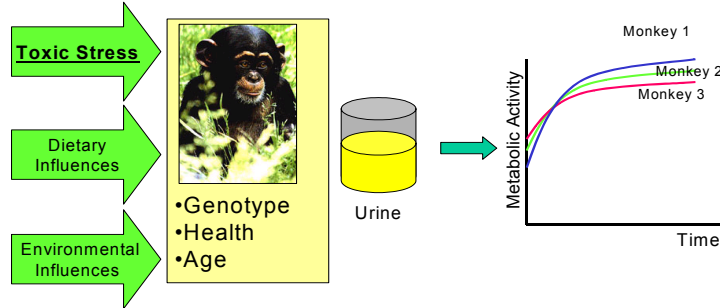 Toxic Stress
Dietary
Influences
Environmental
Influences
•Genotype
•Health
•Age
Urine
Metabolic Activity
Monkey 1
Monkey 2
Monkey 3
Time